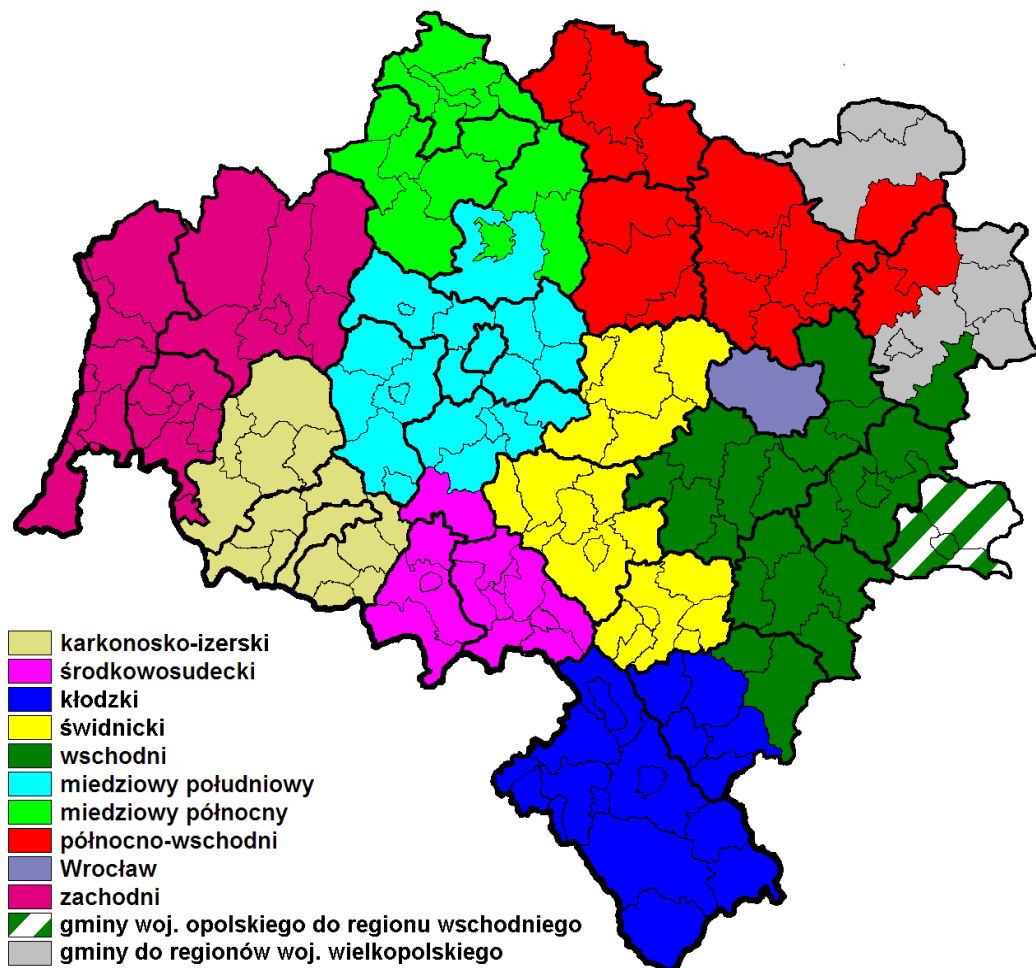 karkonosko-izerski
środkowosudecki
kłodzki
świdnicki
wschodni
miedziowy południowy
miedziowy północny
północno-wschodni
Wrocław
zachodni
gminy woj. opolskiego do regionu wschodniego
gminy do regionów woj. wielkopolskiego